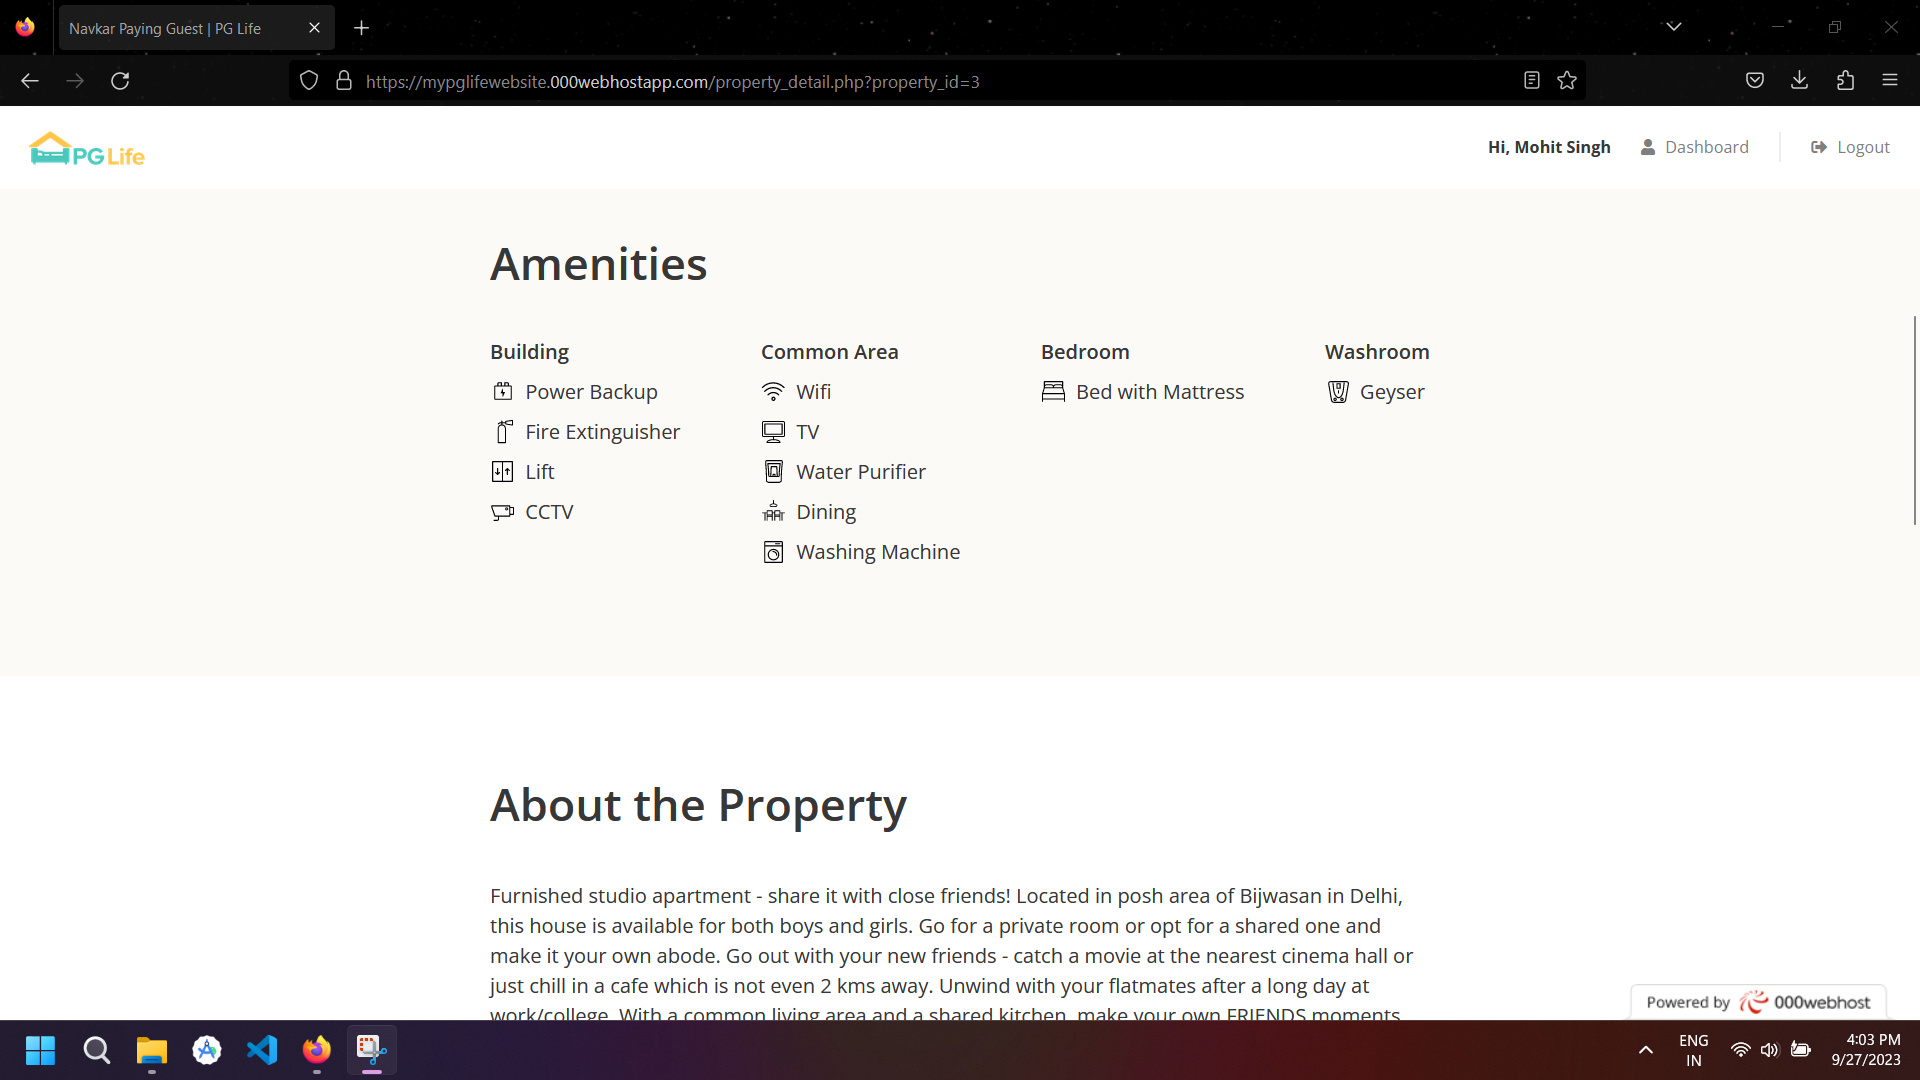 Navkar Paying Guest | PG Life
https://mypglifewebsite.000webhostapp.com/property_detail.php?property_id=3
PG Life
Hi, Mohit Singh
Dashboard
Logout
Amenities
Building
Power Backup
Fire Extinguisher
Lift
CCTV
Common Area
Wifi
TV
Water Purifier
Dining
Washing Machine
Bedroom
Bed with Mattress
Washroom
Geyser
About the Property
Furnished studio apartment - share it with close friends! Located in posh area of Bijwasan in Delhi,
this house is available for both boys and girls. Go for a private room or opt for a shared one and
make it your own abode. Go out with your new friends - catch a movie at the nearest cinema hall or
just chill in a cafe which is not even 2 kms away. Unwind with your flatmates after a long day at
work/college. With a common living area and a shared kitchen, make your own FRIENDS moments
Powered by 000webhost
ENG
IN
4:03 PM
9/27/2023